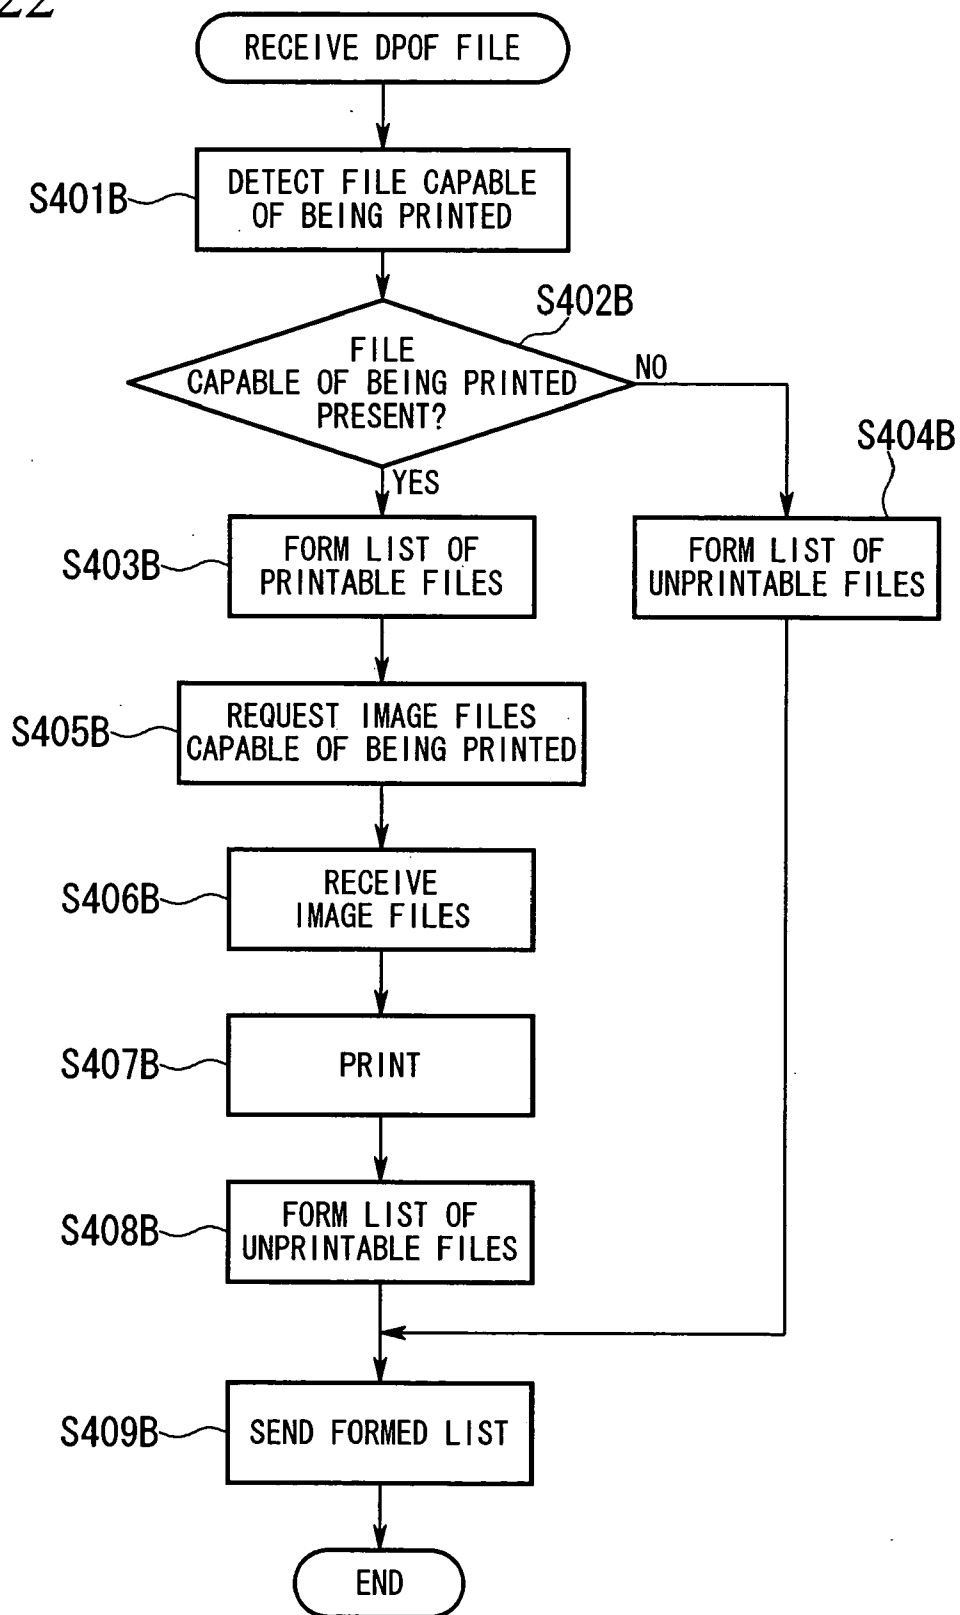 22
RECEIVE DPOF FILE
S401B
DETECT FILE CAPABLE
OF BEING PRINTED
S402B
FILE
CAPABLE OF BEING PRINTED
PRESENT?
NO
YES
S404B
S403B
FORM LIST OF
PRINTABLE FILES
FORM LIST OF
UNPRINTABLE FILES
S405B
REQUEST IMAGE FILES
CAPABLE OF BEING PRINTED
S406B
RECEIVE
IMAGE FILES
S407B
PRINT
S408B
FORM LIST OF
UNPRINTABLE FILES
S409B
SEND FORMED LIST
END